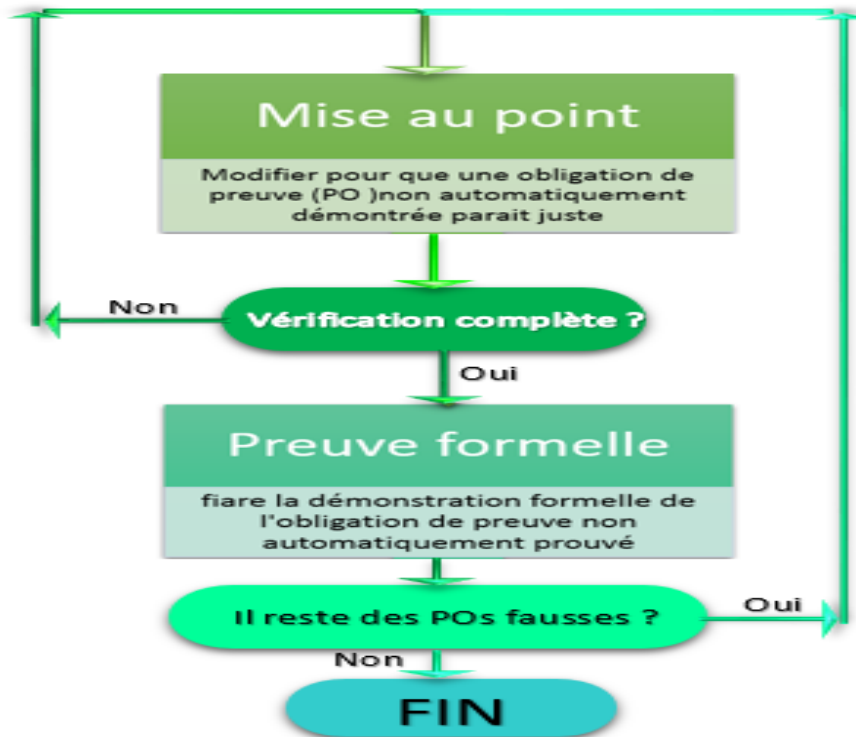 Mise au point
Modifier pour que une obligation de
preuve (PO )non automatiquement
démontrée parait juste
Non
Vérification complète ?
Oui
Preuve formelle
fiare la démonstration formelle de
l'obligation de preuve non
automatiquement prouvé
Il reste des POs fausses ?
Oui
Non
FIN